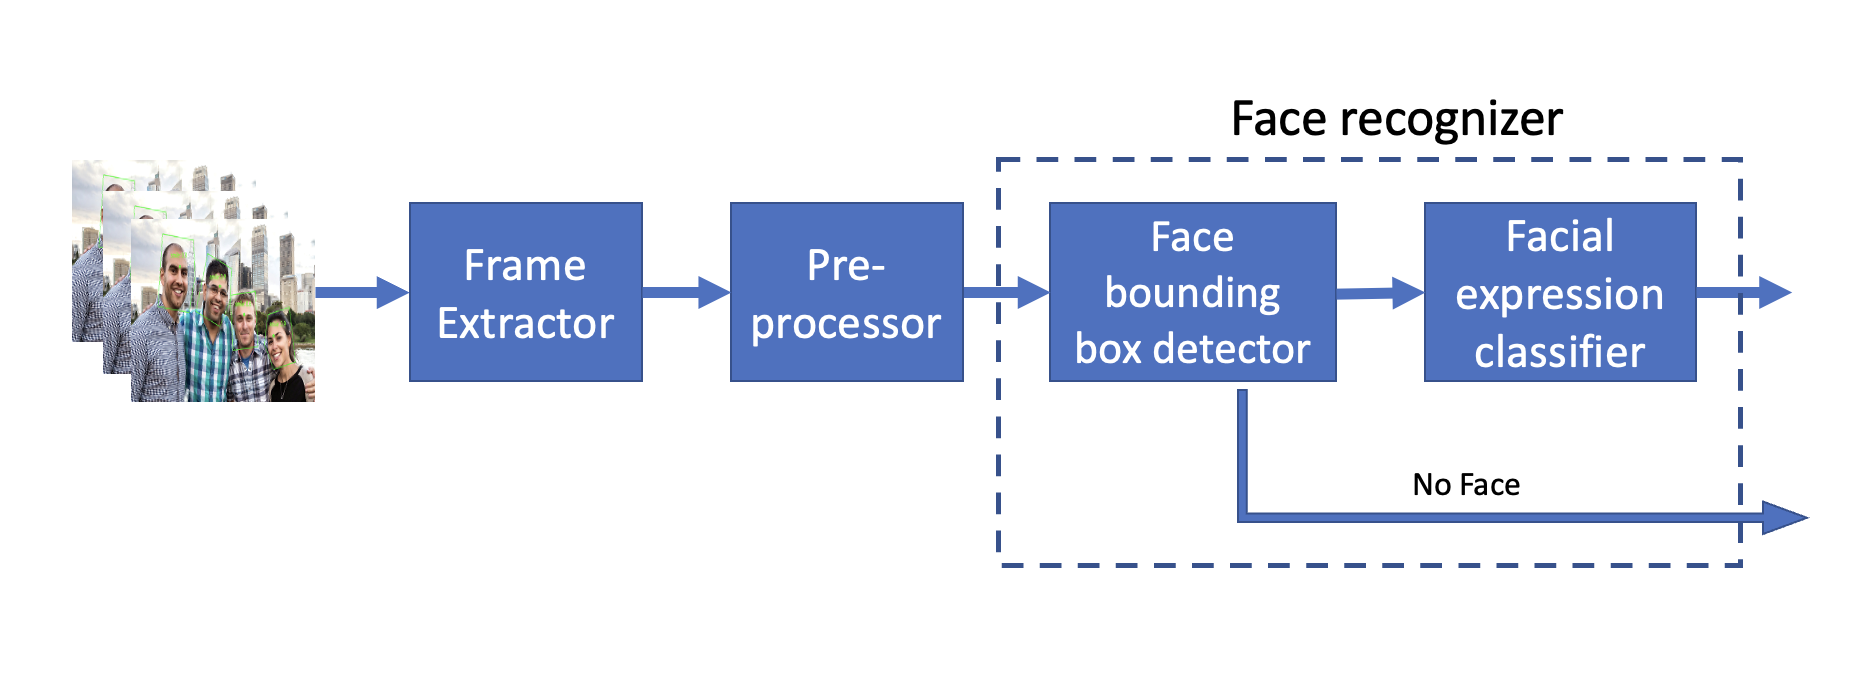 Face recognizer
Frame
Extractor
Pre-
processor
Face
bounding
box detector
Facial
expression
classifier
No Face